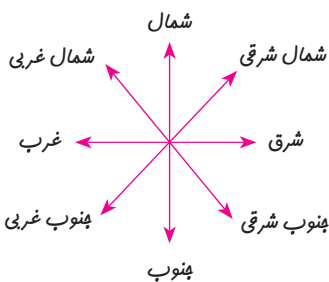 شمال
شمال شرقی
شمال غربی
شرق
غرب
جنوب شرقی
جنوب غربی
جنوب